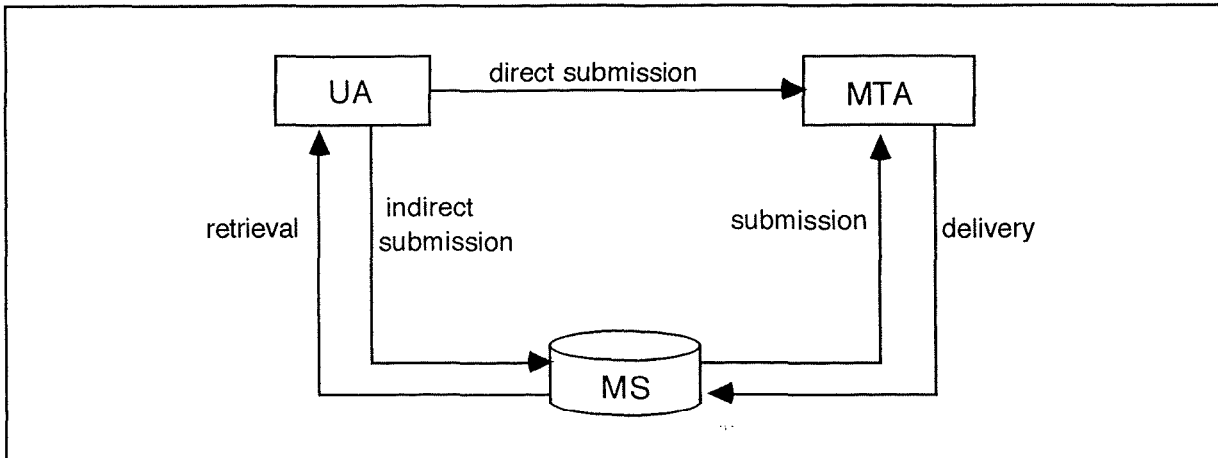 direct submission
UA
MTA
retrieval
indirect
submission
submission
delivery
MS